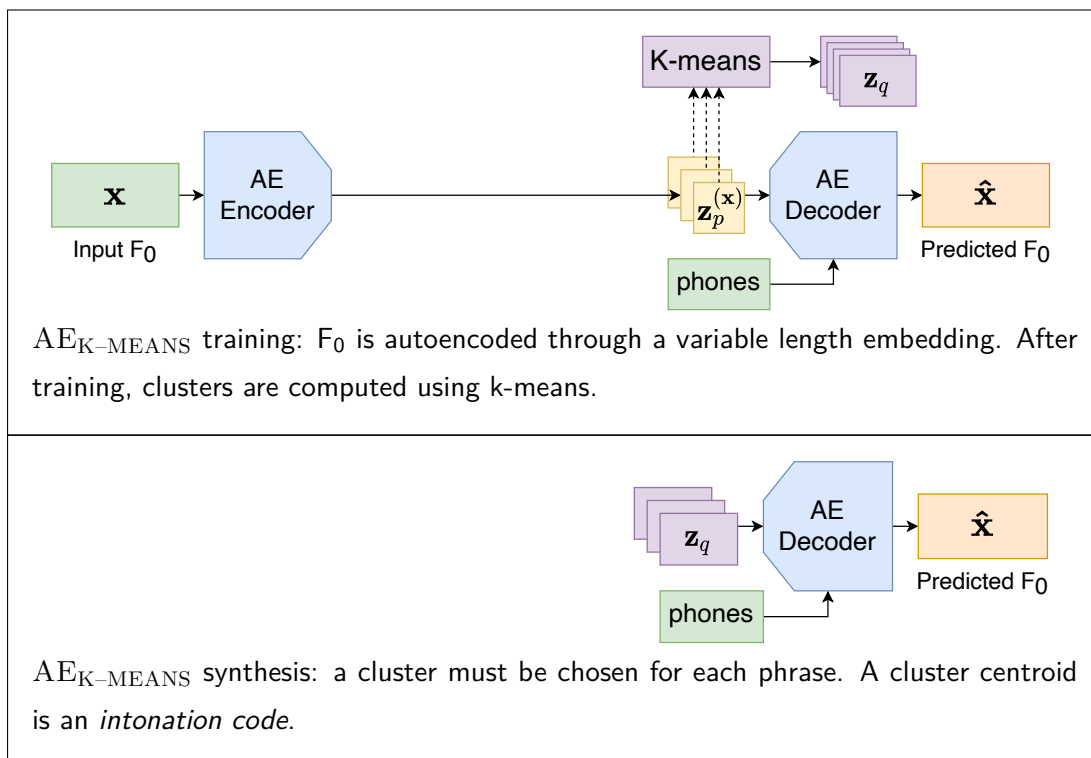 K-means
z_q
x
AE
Encoder
z_p^(x)
AE
Decoder
x̂
Input F0
Predicted F0
phones
AE_K–MEANS training: F0 is autoencoded through a variable length embedding. After
training, clusters are computed using k-means.
z_q
AE
Decoder
x̂
Predicted F0
phones
AE_K–MEANS synthesis: a cluster must be chosen for each phrase. A cluster centroid
is an intonation code.